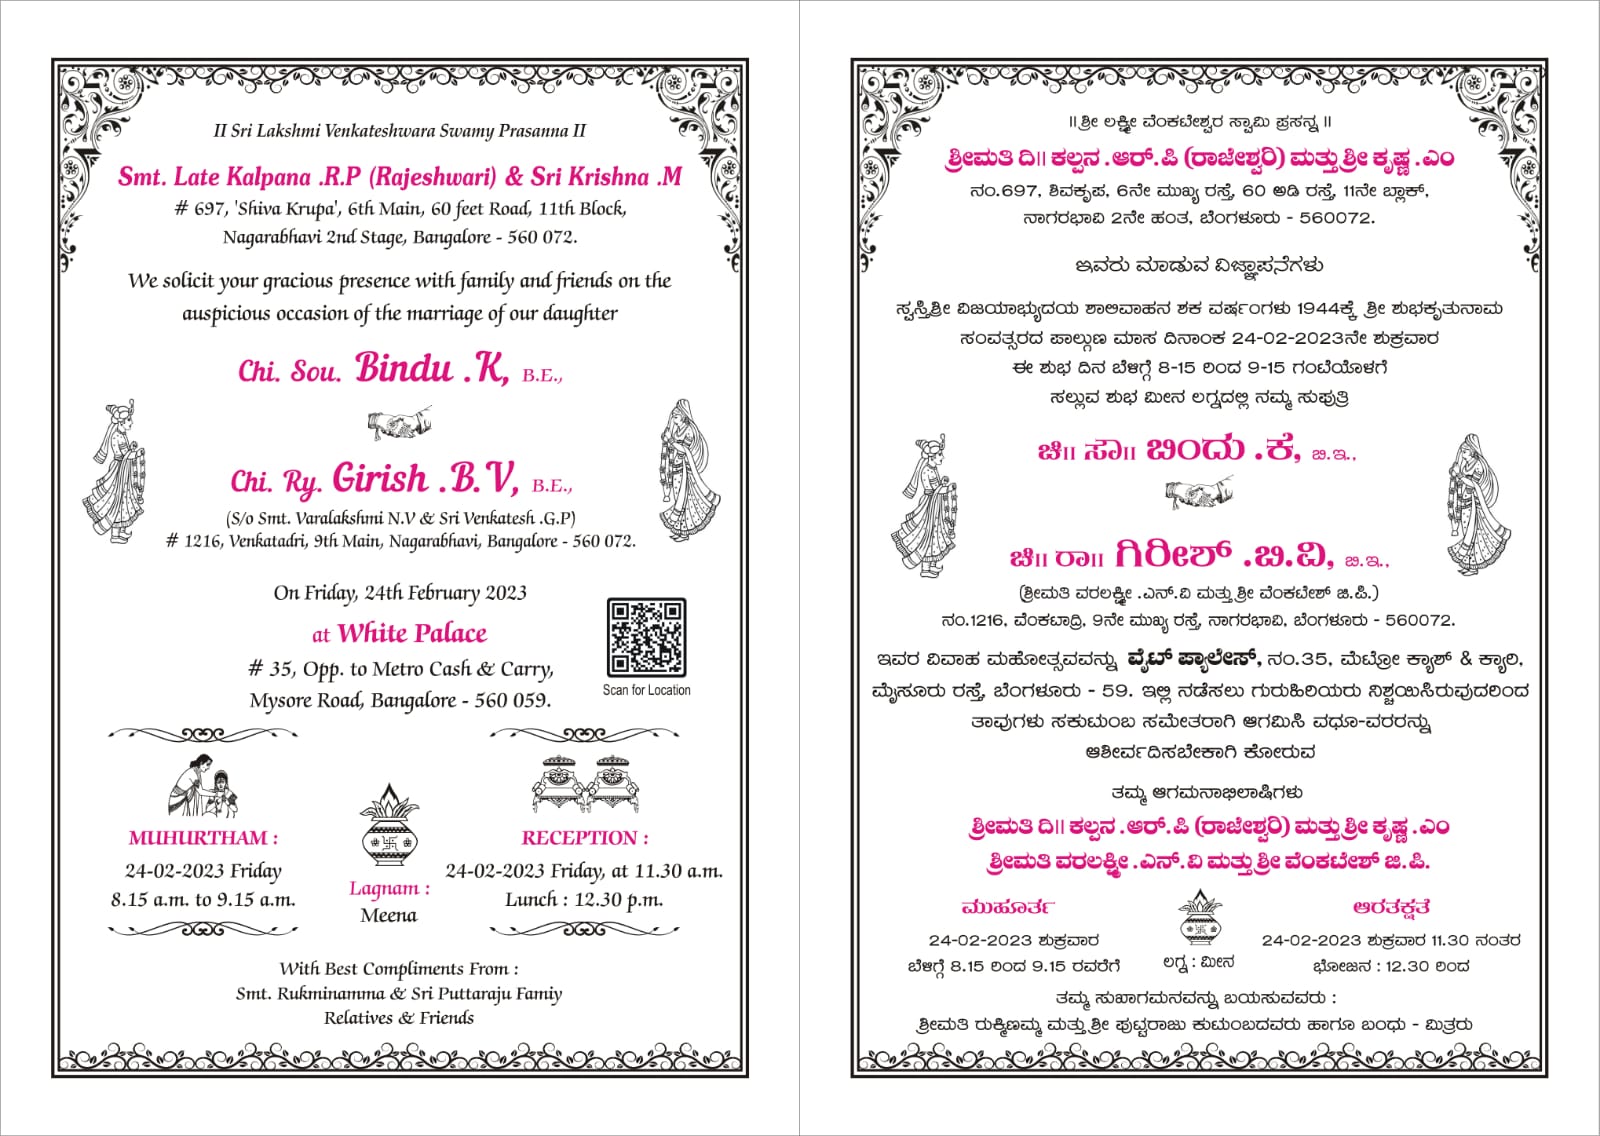 II Sri Lakshmi Venkateshwara Swamy Prasanna II
Smt. Late Kalpana .R.P (Rajeshwari) & Sri Krishna .M
# 697, 'Shiva Krupa', 6th Main, 60 feet Road, 11th Block,
Nagarabhavi 2nd Stage, Bangalore - 560 072.
We solicit your gracious presence with family and friends on the
auspicious occasion of the marriage of our daughter
Chi. Sou. Bindu .K, B.E.,
Chi. Ry. Girish .B.V, B.E.,
(S/o Smt. Varalakshmi N.V & Sri Venkatesh .G.P)
# 1216, Venkatadri, 9th Main, Nagarabhavi, Bangalore - 560 072.
On Friday, 24th February 2023
at White Palace
# 35, Opp. to Metro Cash & Carry,
Mysore Road, Bangalore - 560 059.
Scan for Location
MUHURTHAM :
24-02-2023 Friday
8.15 a.m. to 9.15 a.m.
Lagnam :
Meena
RECEPTION :
24-02-2023 Friday, at 11.30 a.m.
Lunch : 12.30 p.m.
With Best Compliments From :
Smt. Rukminamma & Sri Puttaraju Famiy
Relatives & Friends
॥ ಶ್ರೀ ಲಕ್ಷ್ಮೀ ವೆಂಕಟೇಶ್ವರ ಸ್ವಾಮಿ ಪ್ರಸನ್ನ ॥
ಶ್ರೀಮತಿ ದಿ॥ ಕಲ್ಪನ .ಆರ್.ಪಿ (ರಾಜೇಶ್ವರಿ) ಮತ್ತು ಶ್ರೀ ಕೃಷ್ಣ .ಎಂ
ನಂ.697, ಶಿವಕೃಪ, 6ನೇ ಮುಖ್ಯ ರಸ್ತೆ, 60 ಅಡಿ ರಸ್ತೆ, 11ನೇ ಬ್ಲಾಕ್,
ನಾಗರಭಾವಿ 2ನೇ ಹಂತ, ಬೆಂಗಳೂರು - 560072.
ಇವರು ಮಾಡುವ ವಿಜ್ಞಾಪನೆಗಳು
ಸ್ವಸ್ತಿಶ್ರೀ ವಿಜಯಾಭ್ಯುದಯ ಶಾಲಿವಾಹನ ಶಕ ವರ್ಷಂಗಳು 1944ಕ್ಕೆ ಶ್ರೀ ಶುಭಕೃತುನಾಮ
ಸಂವತ್ಸರದ ಪಾಲ್ಗುಣ ಮಾಸ ದಿನಾಂಕ 24-02-2023ನೇ ಶುಕ್ರವಾರ
ಈ ಶುಭ ದಿನ ಬೆಳಿಗ್ಗೆ 8-15 ರಿಂದ 9-15 ಗಂಟೆಯೊಳಗೆ
ಸಲ್ಲುವ ಶುಭ ಮೀನ ಲಗ್ನದಲ್ಲಿ ನಮ್ಮ ಸುಪುತ್ರಿ
ಚಿ॥ ಸೌ॥ ಬಿಂದು .ಕೆ, ಬಿ.ಇ.,
ಚಿ॥ ರಾ॥ ಗಿರೀಶ್ .ಬಿ.ವಿ, ಬಿ.ಇ.,
(ಶ್ರೀಮತಿ ವರಲಕ್ಷ್ಮೀ .ಎನ್.ವಿ ಮತ್ತು ಶ್ರೀ ವೆಂಕಟೇಶ್ ಜಿ.ಪಿ.)
ನಂ.1216, ವೆಂಕಟಾದ್ರಿ, 9ನೇ ಮುಖ್ಯ ರಸ್ತೆ, ನಾಗರಭಾವಿ, ಬೆಂಗಳೂರು - 560072.
ಇವರ ವಿವಾಹ ಮಹೋತ್ಸವವನ್ನು ವೈಟ್ ಪ್ಯಾಲೇಸ್, ನಂ.35, ಮೆಟ್ರೋ ಕ್ಯಾಶ್ & ಕ್ಯಾರಿ,
ಮೈಸೂರು ರಸ್ತೆ, ಬೆಂಗಳೂರು - 59. ಇಲ್ಲಿ ನಡೆಸಲು ಗುರುಹಿರಿಯರು ನಿಶ್ಚಯಿಸಿರುವುದರಿಂದ
ತಾವುಗಳು ಸಕುಟುಂಬ ಸಮೇತರಾಗಿ ಆಗಮಿಸಿ ವಧೂ-ವರರನ್ನು
ಆಶೀರ್ವದಿಸಬೇಕಾಗಿ ಕೋರುವ
ತಮ್ಮ ಆಗಮನಾಭಿಲಾಷಿಗಳು
ಶ್ರೀಮತಿ ದಿ॥ ಕಲ್ಪನ .ಆರ್.ಪಿ (ರಾಜೇಶ್ವರಿ) ಮತ್ತು ಶ್ರೀ ಕೃಷ್ಣ .ಎಂ
ಶ್ರೀಮತಿ ವರಲಕ್ಷ್ಮೀ .ಎನ್.ವಿ ಮತ್ತು ಶ್ರೀ ವೆಂಕಟೇಶ್ ಜಿ.ಪಿ.
ಮುಹೂರ್ತ
24-02-2023 ಶುಕ್ರವಾರ
ಬೆಳಿಗ್ಗೆ 8.15 ರಿಂದ 9.15 ರವರೆಗೆ
ಲಗ್ನ : ಮೀನ
ಆರತಕ್ಷತೆ
24-02-2023 ಶುಕ್ರವಾರ 11.30 ನಂತರ
ಭೋಜನ : 12.30 ರಿಂದ
ತಮ್ಮ ಸುಖಾಗಮನವನ್ನು ಬಯಸುವವರು :
ಶ್ರೀಮತಿ ರುಕ್ಮಿಣಮ್ಮ ಮತ್ತು ಶ್ರೀ ಪುಟ್ಟರಾಜು ಕುಟುಂಬದವರು ಹಾಗೂ ಬಂಧು - ಮಿತ್ರರು